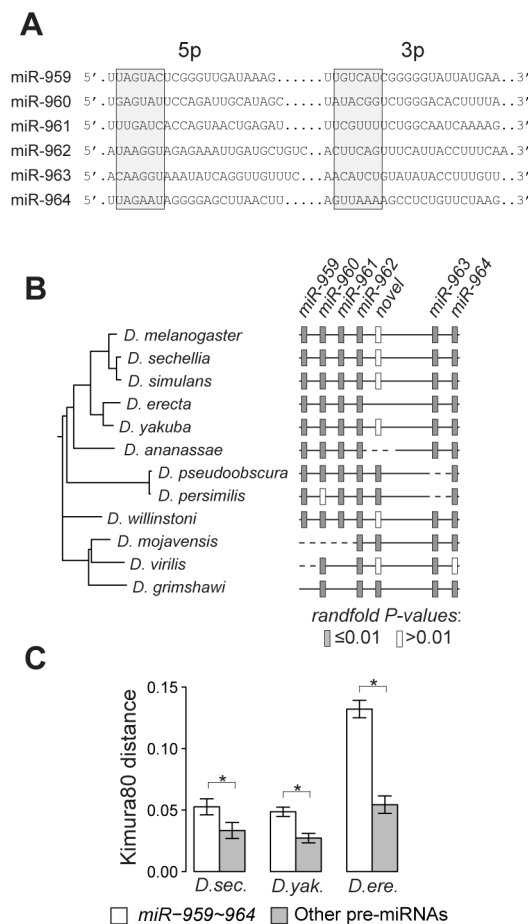 A
5p 3p
miR-959 5’.UUAGUACUCGGGUUGAUAAAG......UUGUCAUCGGGGGUAUUAUGAA..3’
miR-960 5’.UGAGUAUUCCAGAUUGCAUAGC.....UAUACGGUCUGGGACACUUUUA..3’
miR-961 5’.UUUGAUCACCAGUAACUGAGAU.....UUCGUUUUCUGGCAAUCAAAAG..3’
miR-962 5’.AUAAGGUAGAGAAAUUGAUGCUGUC..ACUUCAGUUUCAUUACCUUUCAA.3’
miR-963 5’.ACAAGGUAAAUAUCAGGUUGUUUC...AACAUCUGUAUAUACCUUUGUU..3’
miR-964 5’.UUAGAAUAGGGGAGCUUAACUU.....AGUUAAAAGCCUCUGUUCUAAG..3’
B
miR-959 miR-960 miR-961 miR-962 novel miR-963 miR-964
D. melanogaster
D. sechellia
D. simulans
D. erecta
D. yakuba
D. ananassae
D. pseudoobscura
D. persimilis
D. willinstoni
D. mojavensis
D. virilis
D. grimshawi
randfold P-values:
≤0.01 >0.01
C
Kimura80 distance
0.15
0.10
0.05
0.00
* * *
D.sec. D.yak. D.ere.
miR−959~964 Other pre-miRNAs